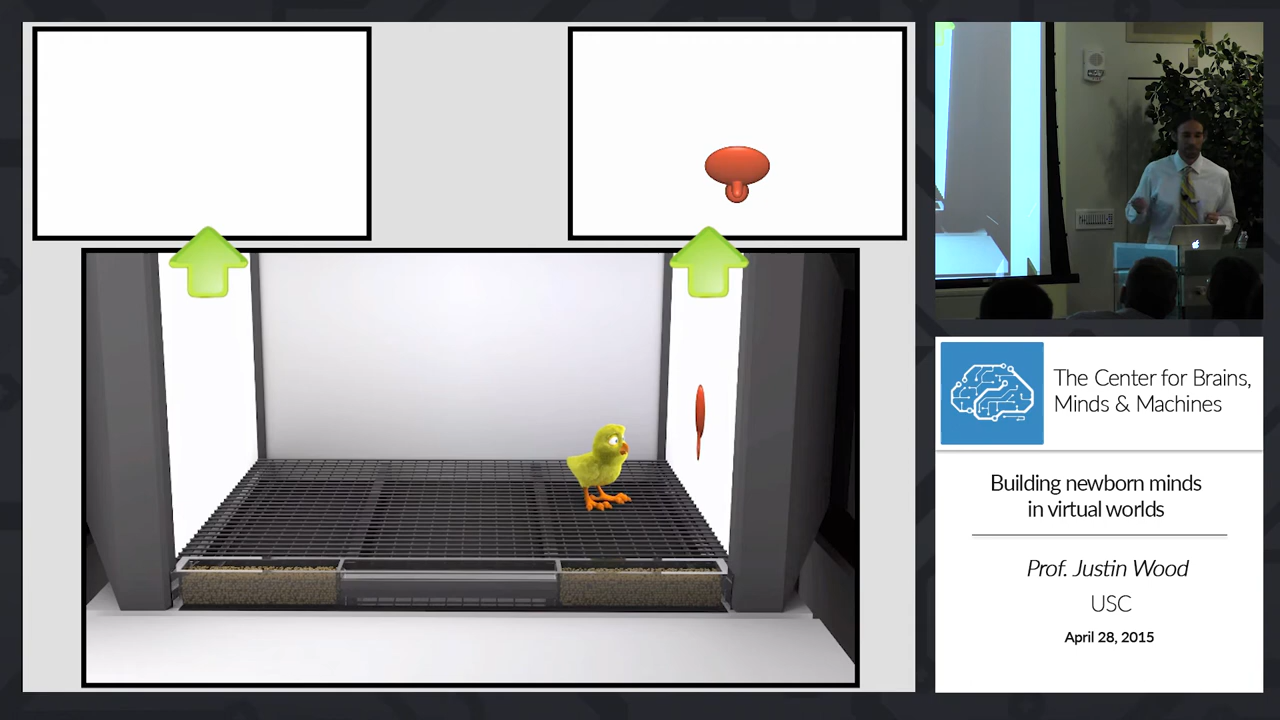 The Center for Brains,
Minds & Machines
Building newborn minds
in virtual worlds
Prof. Justin Wood
USC
April 28, 2015